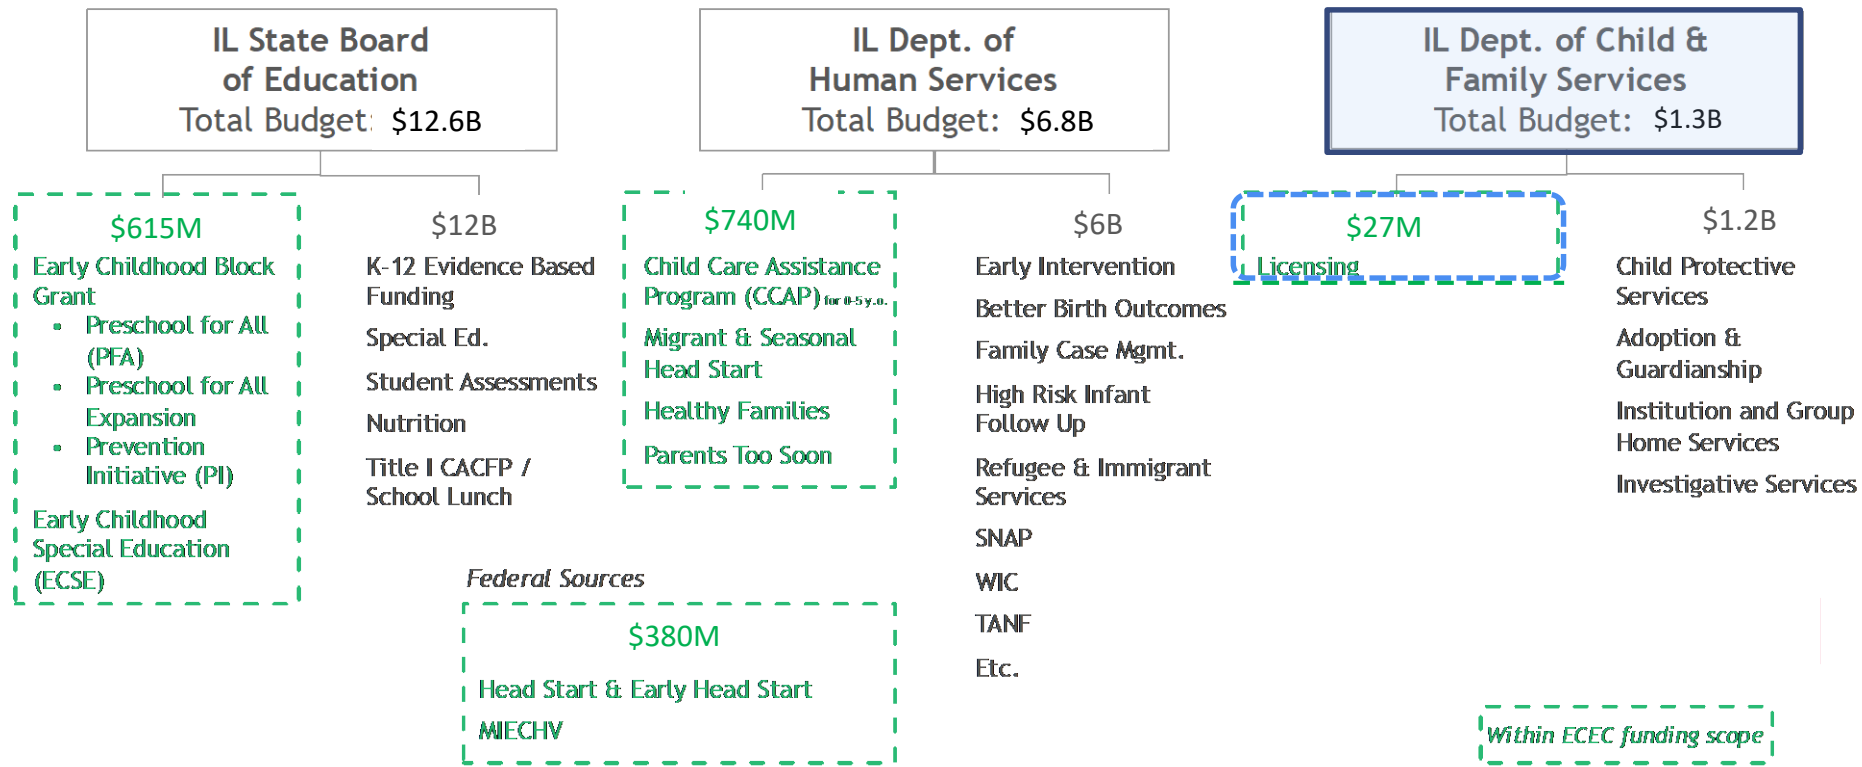 IL State Board
of Education
Total Budget: $12.6B
$615M
Early Childhood Block
Grant
▪ Preschool for All
(PFA)
▪ Preschool for All
Expansion
▪ Prevention
Initiative (PI)
Early Childhood
Special Education
(ECSE)
$12B
K-12 Evidence Based
Funding
Special Ed.
Student Assessments
Nutrition
Title I CACFP /
School Lunch
IL Dept. of
Human Services
Total Budget: $6.8B
$740M
Child Care Assistance
Program (CCAP) for 0-5 y.o.
Migrant & Seasonal
Head Start
Healthy Families
Parents Too Soon
$6B
Early Intervention
Better Birth Outcomes
Family Case Mgmt.
High Risk Infant
Follow Up
Refugee & Immigrant
Services
SNAP
WIC
TANF
Etc.
IL Dept. of Child &
Family Services
Total Budget: $1.3B
$27M
Licensing
$1.2B
Child Protective
Services
Adoption &
Guardianship
Institution and Group
Home Services
Investigative Services
Federal Sources
$380M
Head Start & Early Head Start
MIECHV
Within ECEC funding scope